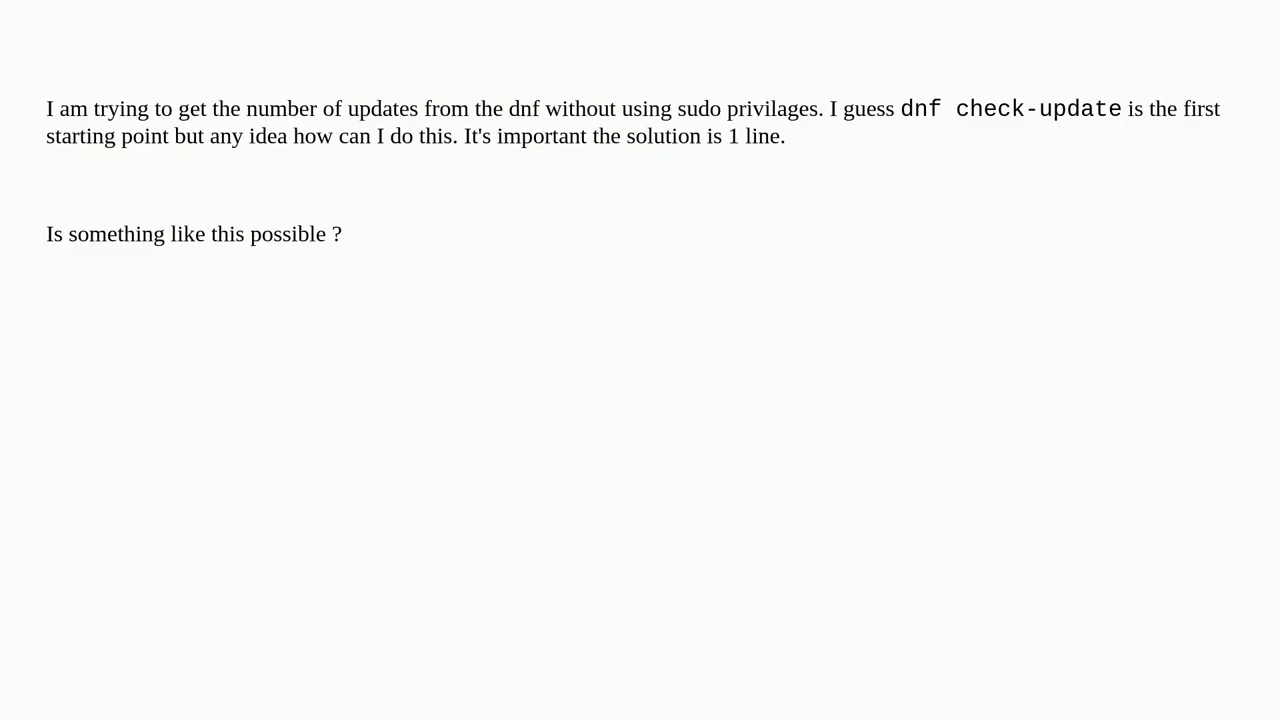 I am trying to get the number of updates from the dnf without using sudo privilages. I guess dnf check-update is the first
starting point but any idea how can I do this. It's important the solution is 1 line.
Is something like this possible ?